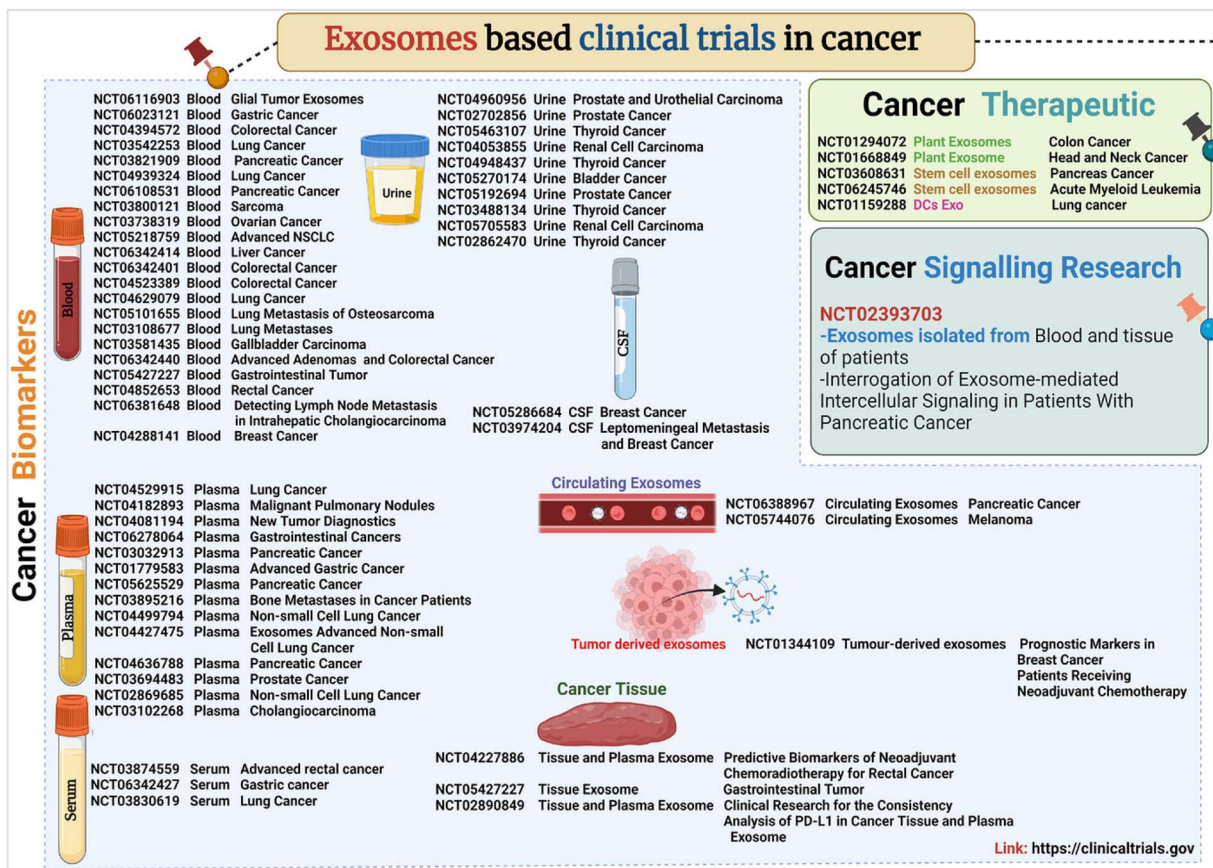 Exosomes based clinical trials in cancer
Cancer Biomarkers
Blood
NCT06116903 Blood Glial Tumor Exosomes
NCT06023121 Blood Gastric Cancer
NCT04394572 Blood Colorectal Cancer
NCT03542253 Blood Lung Cancer
NCT03821909 Blood Pancreatic Cancer
NCT04939324 Blood Lung Cancer
NCT06108531 Blood Pancreatic Cancer
NCT03800121 Blood Sarcoma
NCT03738319 Blood Ovarian Cancer
NCT05218759 Blood Advanced NSCLC
NCT06342414 Blood Liver Cancer
NCT06342401 Blood Colorectal Cancer
NCT04523389 Blood Colorectal Cancer
NCT04629079 Blood Lung Cancer
NCT05101655 Blood Lung Metastasis of Osteosarcoma
NCT03108677 Blood Lung Metastases
NCT03581435 Blood Gallbladder Carcinoma
NCT06342440 Blood Advanced Adenomas and Colorectal Cancer
NCT05427227 Blood Gastrointestinal Tumor
NCT04852653 Blood Rectal Cancer
NCT06381648 Blood Detecting Lymph Node Metastasis
in Intrahepatic Cholangiocarcinoma
NCT04288141 Blood Breast Cancer
Urine
NCT04960956 Urine Prostate and Urothelial Carcinoma
NCT02702856 Urine Prostate Cancer
NCT05463107 Urine Thyroid Cancer
NCT04053855 Urine Renal Cell Carcinoma
NCT04948437 Urine Thyroid Cancer
NCT05270174 Urine Bladder Cancer
NCT05192694 Urine Prostate Cancer
NCT03488134 Urine Thyroid Cancer
NCT05705583 Urine Renal Cell Carcinoma
NCT02862470 Urine Thyroid Cancer
CSF
NCT05286684 CSF Breast Cancer
NCT03974204 CSF Leptomeningeal Metastasis
and Breast Cancer
Cancer Therapeutic
NCT01294072 Plant Exosomes Colon Cancer
NCT01668849 Plant Exosome Head and Neck Cancer
NCT03608631 Stem cell exosomes Pancreas Cancer
NCT06245746 Stem cell exosomes Acute Myeloid Leukemia
NCT01159288 DCs Exo Lung cancer
Cancer Signalling Research
NCT02393703
-Exosomes isolated from Blood and tissue
of patients
-Interrogation of Exosome-mediated
Intercellular Signaling in Patients With
Pancreatic Cancer
Plasma
NCT04529915 Plasma Lung Cancer
NCT04182893 Plasma Malignant Pulmonary Nodules
NCT04081194 Plasma New Tumor Diagnostics
NCT06278064 Plasma Gastrointestinal Cancers
NCT03032913 Plasma Pancreatic Cancer
NCT01779583 Plasma Advanced Gastric Cancer
NCT05625529 Plasma Pancreatic Cancer
NCT03895216 Plasma Bone Metastases in Cancer Patients
NCT04499794 Plasma Non-small Cell Lung Cancer
NCT04427475 Plasma Exosomes Advanced Non-small
Cell Lung Cancer
NCT04636788 Plasma Pancreatic Cancer
NCT03694483 Plasma Prostate Cancer
NCT02869685 Plasma Non-small Cell Lung Cancer
NCT03102268 Plasma Cholangiocarcinoma
Serum
NCT03874559 Serum Advanced rectal cancer
NCT06342427 Serum Gastric cancer
NCT03830619 Serum Lung Cancer
Circulating Exosomes
NCT06388967 Circulating Exosomes Pancreatic Cancer
NCT05744076 Circulating Exosomes Melanoma
Tumor derived exosomes
NCT01344109 Tumour-derived exosomes Prognostic Markers in
Breast Cancer
Patients Receiving
Neoadjuvant Chemotherapy
Cancer Tissue
NCT04227886 Tissue and Plasma Exosome Predictive Biomarkers of Neoadjuvant
Chemoradiotherapy for Rectal Cancer
NCT05427227 Tissue Exosome Gastrointestinal Tumor
NCT02890849 Tissue and Plasma Exosome Clinical Research for the Consistency
Analysis of PD-L1 in Cancer Tissue and Plasma
Exosome
Link: https://clinicaltrials.gov